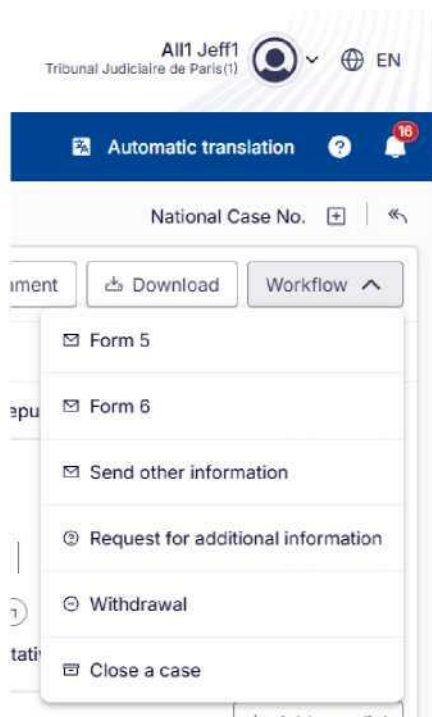 All1 Jeff1
Tribunal Judiciaire de Paris(1)
EN
Automatic translation
?
16
National Case No.
Download
Workflow
Form 5
Form 6
Send other information
Request for additional information
Withdrawal
Close a case